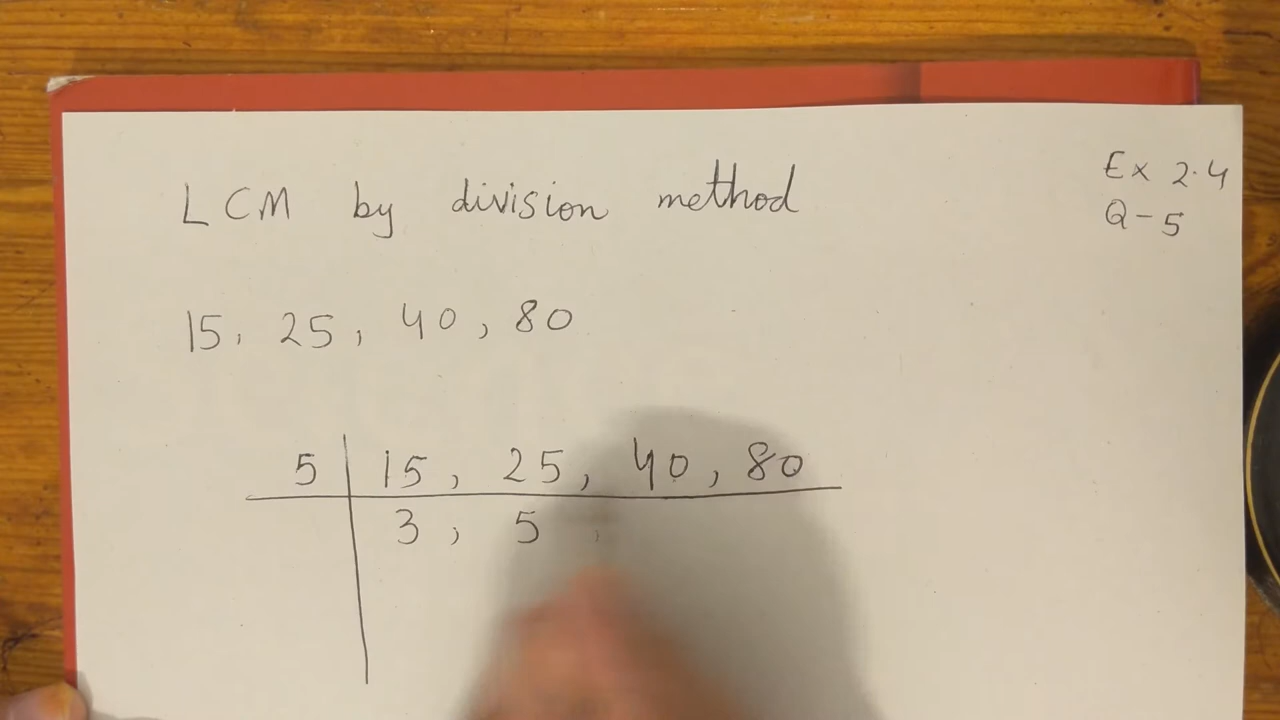 LCM by division method
Ex 2.4
Q-5
15, 25, 40, 80
5 | 15, 25, 40, 80
3, 5,